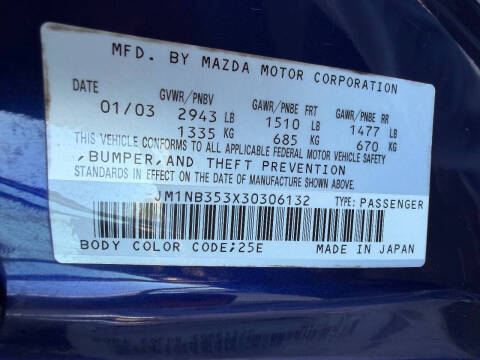 MFD. BY MAZDA MOTOR CORPORATION
DATE GVWR/PNBV GAWR/PNBE FRT GAWR/PNBE RR
01/03 2943 LB 1510 LB 1477 LB
1335 KG 685 KG 670 KG
THIS VEHICLE CONFORMS TO ALL APPLICABLE FEDERAL MOTOR VEHICLE SAFETY
,BUMPER,AND THEFT PREVENTION
STANDARDS IN EFFECT ON THE DATE OF MANUFACTURE SHOWN ABOVE.
JM1NB353X30306132 TYPE: PASSENGER
BODY COLOR CODE;25E MADE IN JAPAN